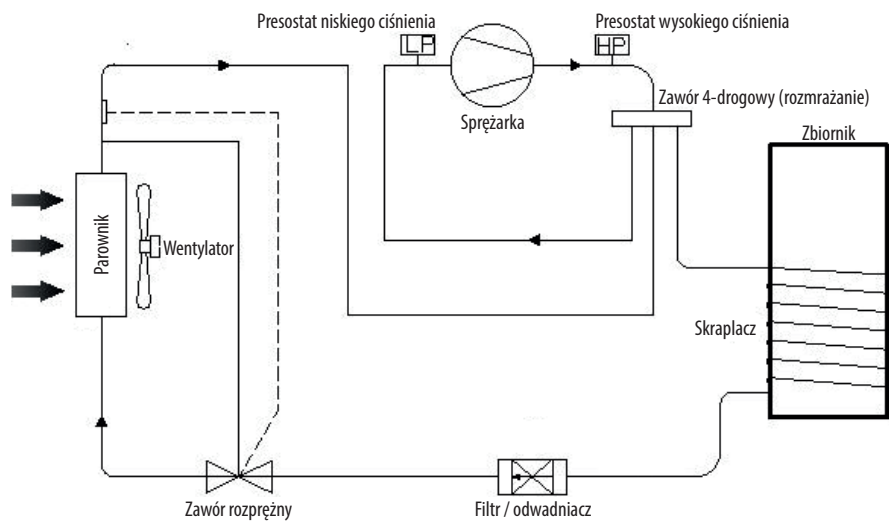 Presostat niskiego ciśnienia
Presostat wysokiego ciśnienia
LP
HP
Sprężarka
Zawór 4-drogowy (rozmrażanie)
Zbiornik
Parownik
Wentylator
Skraplacz
Zawór rozprężny
Filtr / odwadniacz